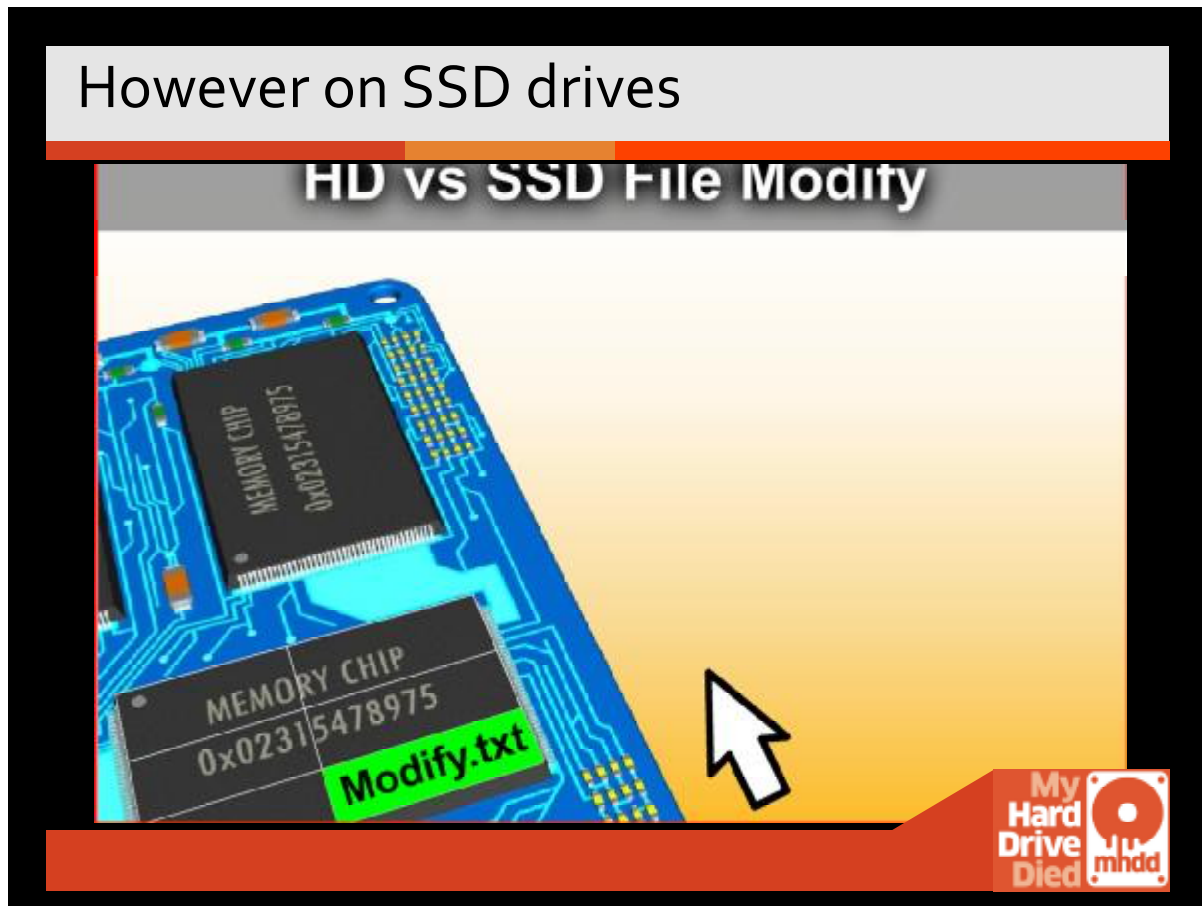 However on SSD drives
HD vs SSD File Modify
MEMORY CHIP
0x02315478975
MEMORY CHIP
0x02315478975
Modify.txt
My
Hard
Drive
Died
mhdd